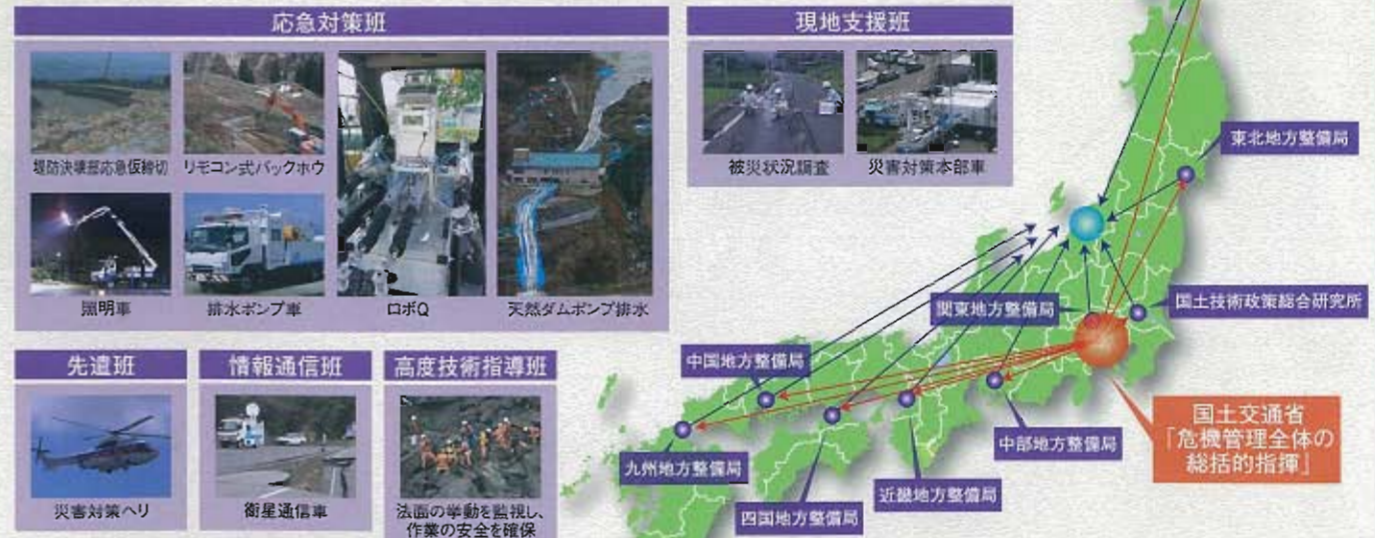 応急対策班
堤防決壊部応急仮締切
リモコン式バックホウ
照明車
排水ポンプ車
ロボQ
天然ダムポンプ排水
現地支援班
被災状況調査
災害対策本部車
先遣班
災害対策ヘリ
情報通信班
衛星通信車
高度技術指導班
法面の挙動を監視し、
作業の安全を確保
東北地方整備局
国土技術政策総合研究所
関東地方整備局
中国地方整備局
九州地方整備局
四国地方整備局
近畿地方整備局
中部地方整備局
国土交通省
「危機管理全体の
総括的指揮」